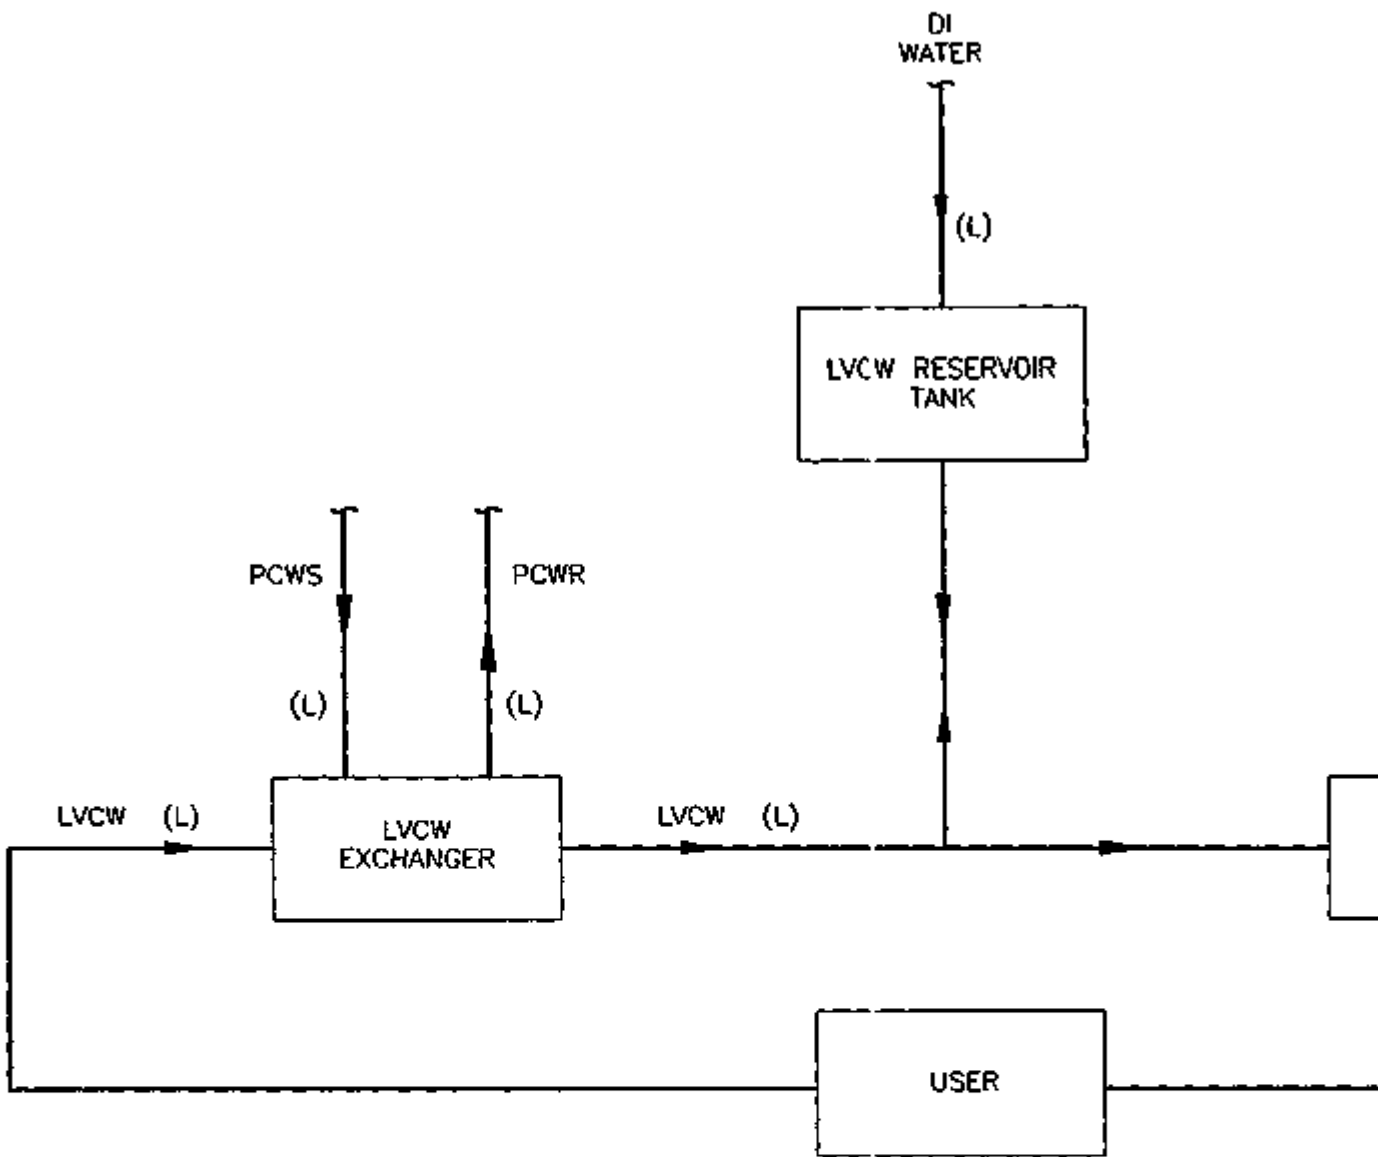 DI
WATER
(L)
LVCW RESERVOIR
TANK
PCWS
PCWR
(L)
(L)
LVCW (L)
LVCW
EXCHANGER
LVCW (L)
USER